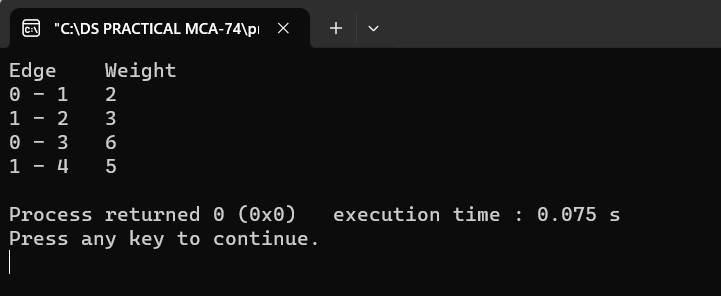 "C:\DS PRACTICAL MCA-74\p
Edge Weight
0 - 1 2
1 - 2 3
0 - 3 6
1 - 4 5
Process returned 0 (0x0) execution time : 0.075 s
Press any key to continue.